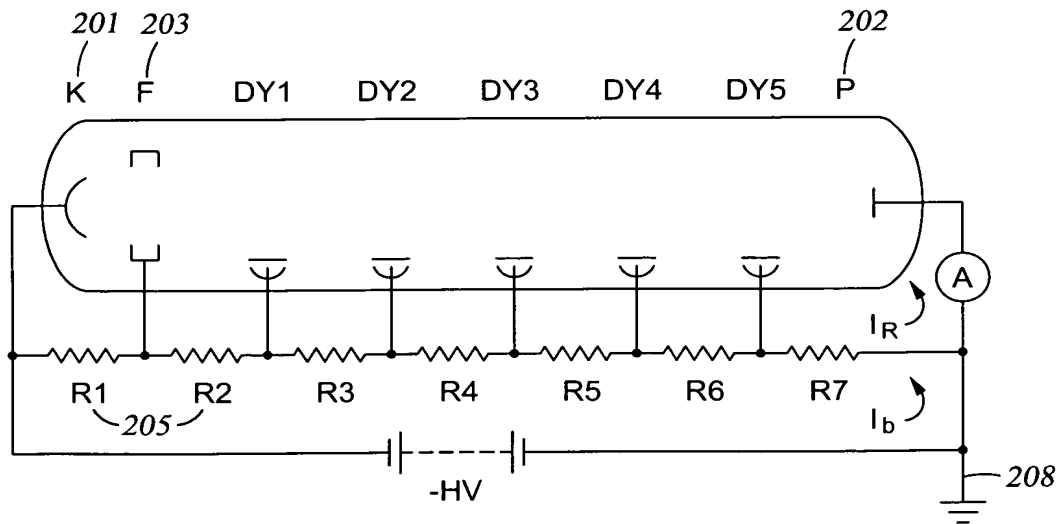 201 203 202
K F DY1 DY2 DY3 DY4 DY5 P
A
I_R
R1 R2 R3 R4 R5 R6 R7
205
I_b
-HV
208